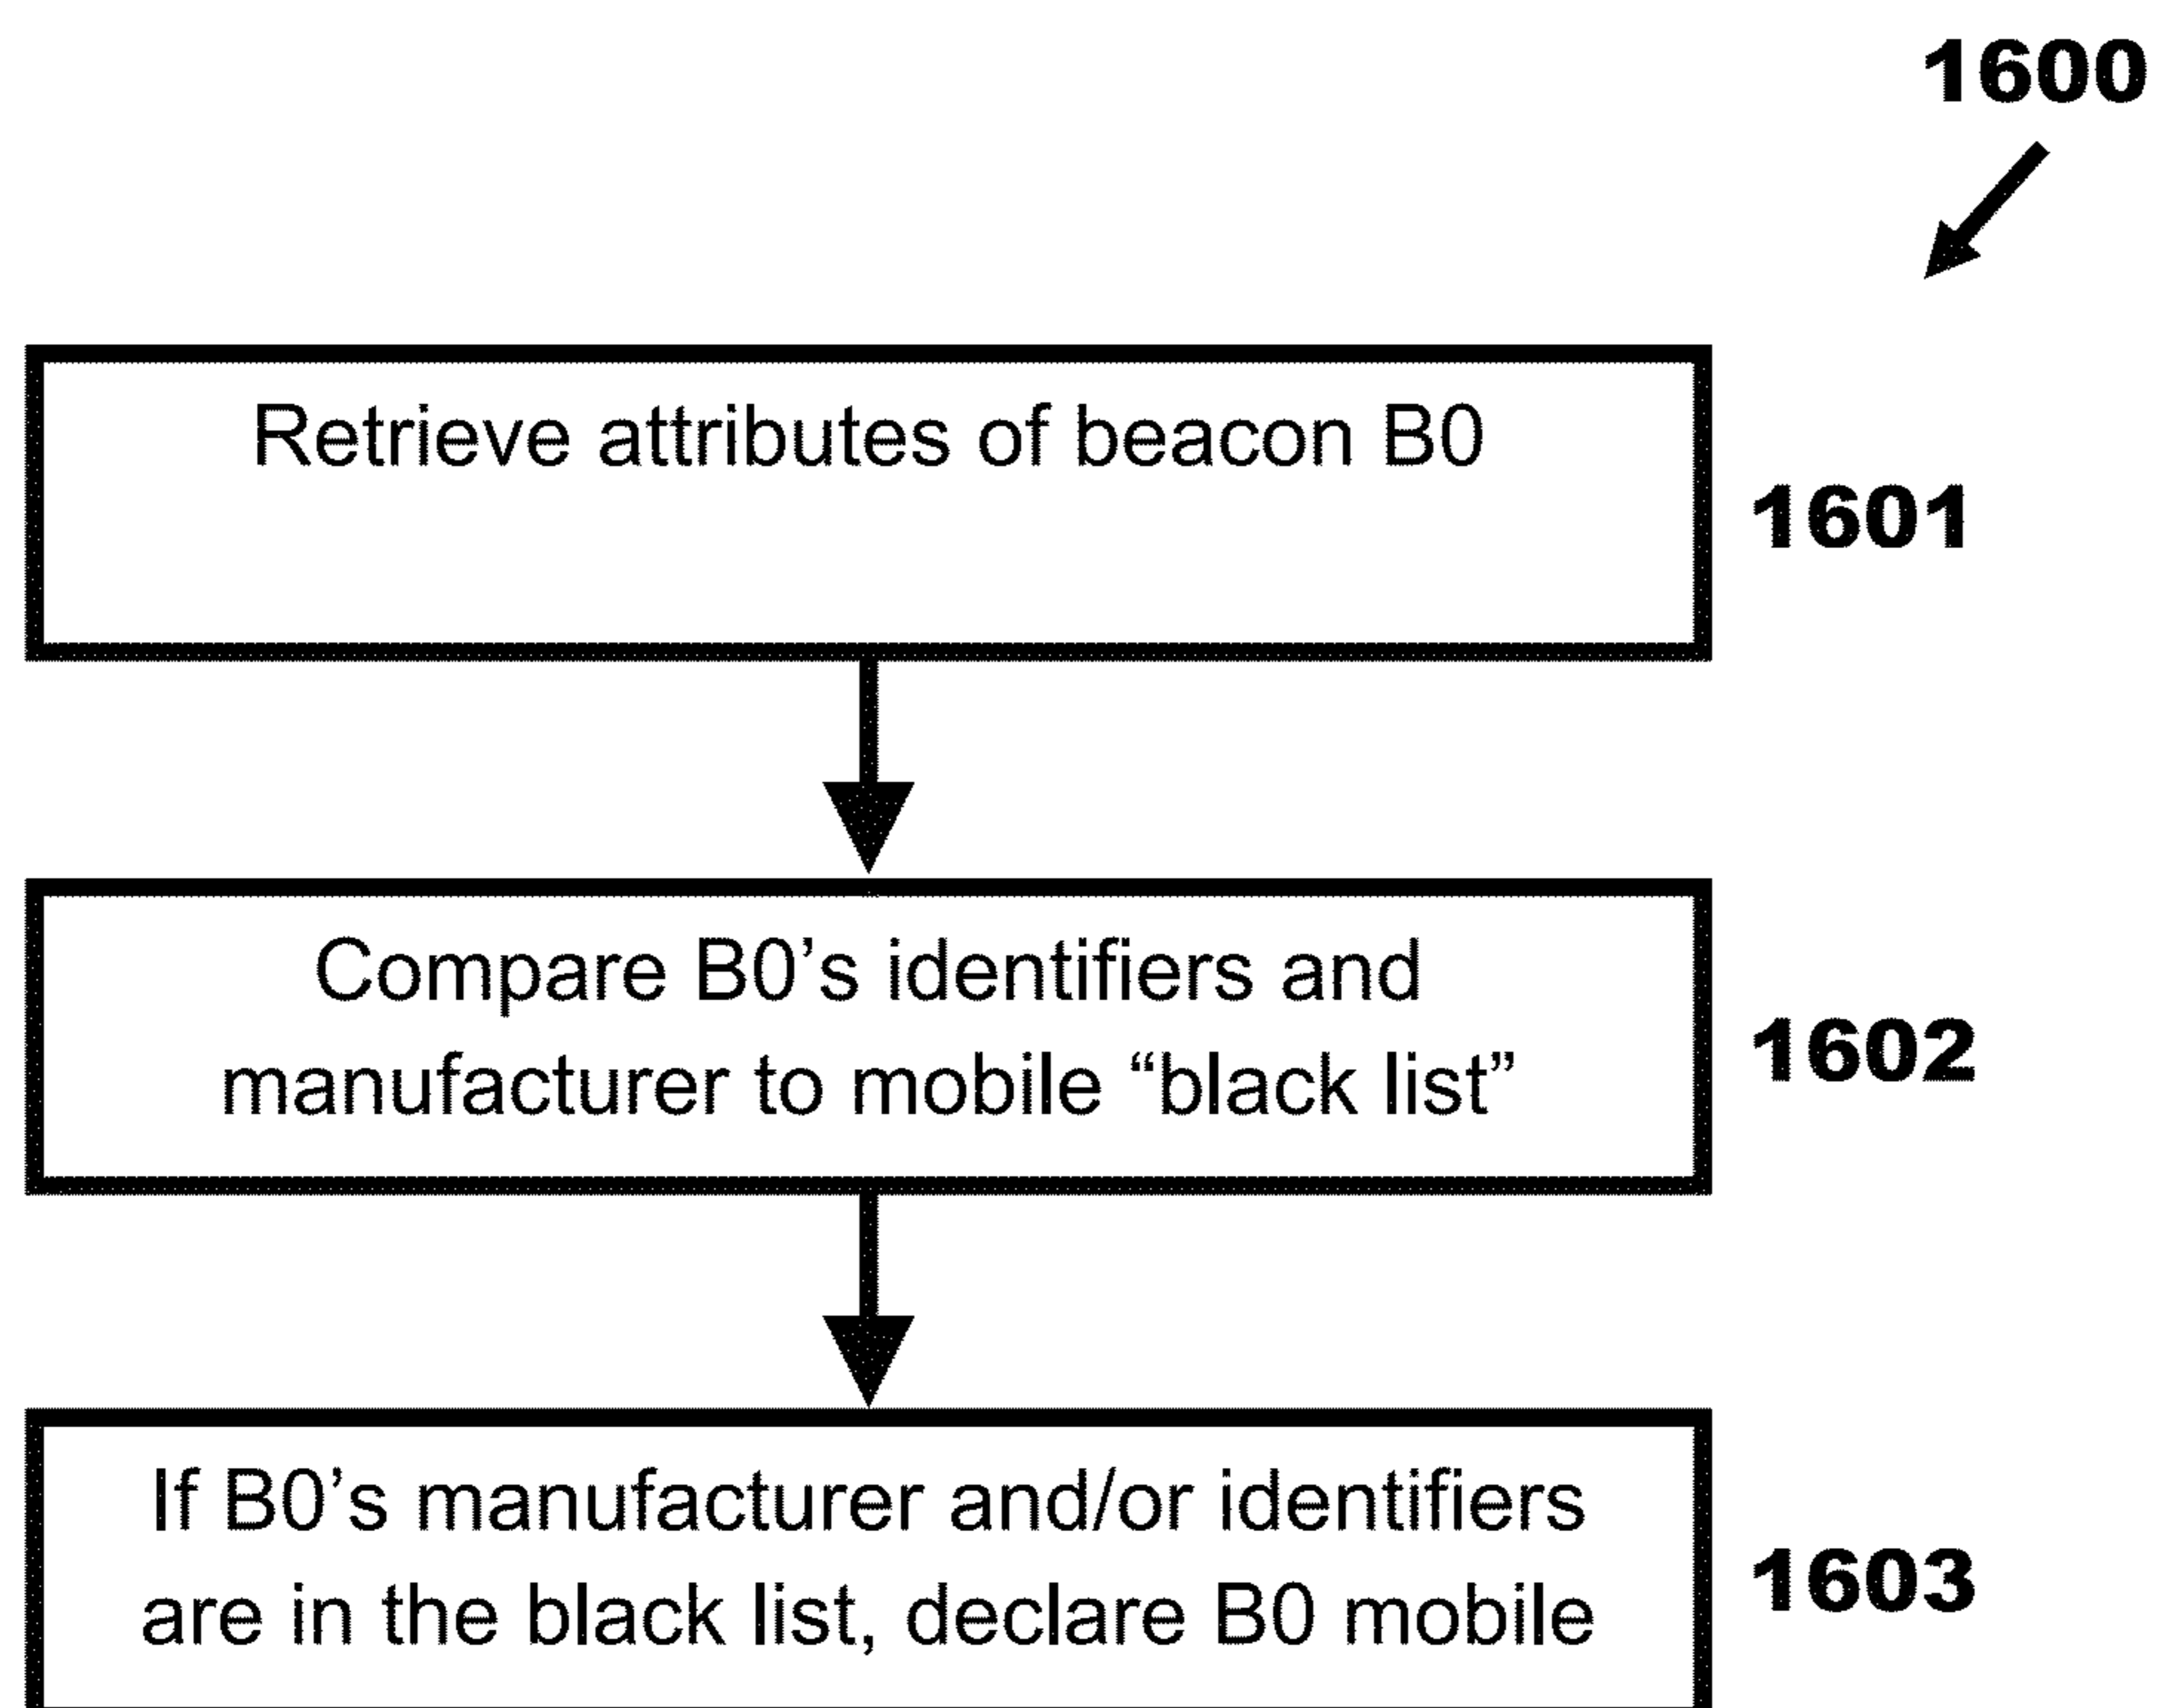 1600
Retrieve attributes of beacon B0
1601
Compare B0’s identifiers and
manufacturer to mobile “black list”
1602
If B0’s manufacturer and/or identifiers
are in the black list, declare B0 mobile
1603